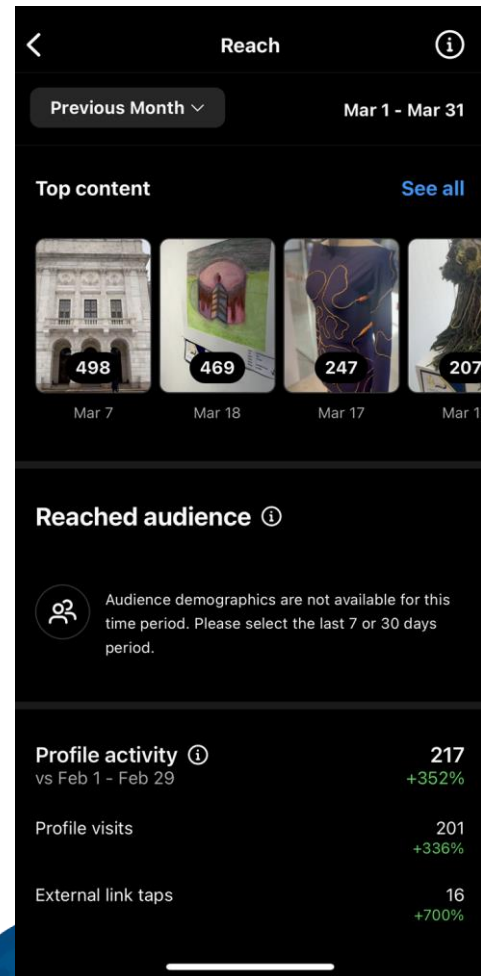 Reach
Previous Month
Mar 1 - Mar 31
Top content
See all
498
469
247
207
Mar 7
Mar 18
Mar 17
Mar 1
Reached audience
Audience demographics are not available for this
time period. Please select the last 7 or 30 days
period.
Profile activity
217
vs Feb 1 - Feb 29
+352%
Profile visits
201
+336%
External link taps
16
+700%